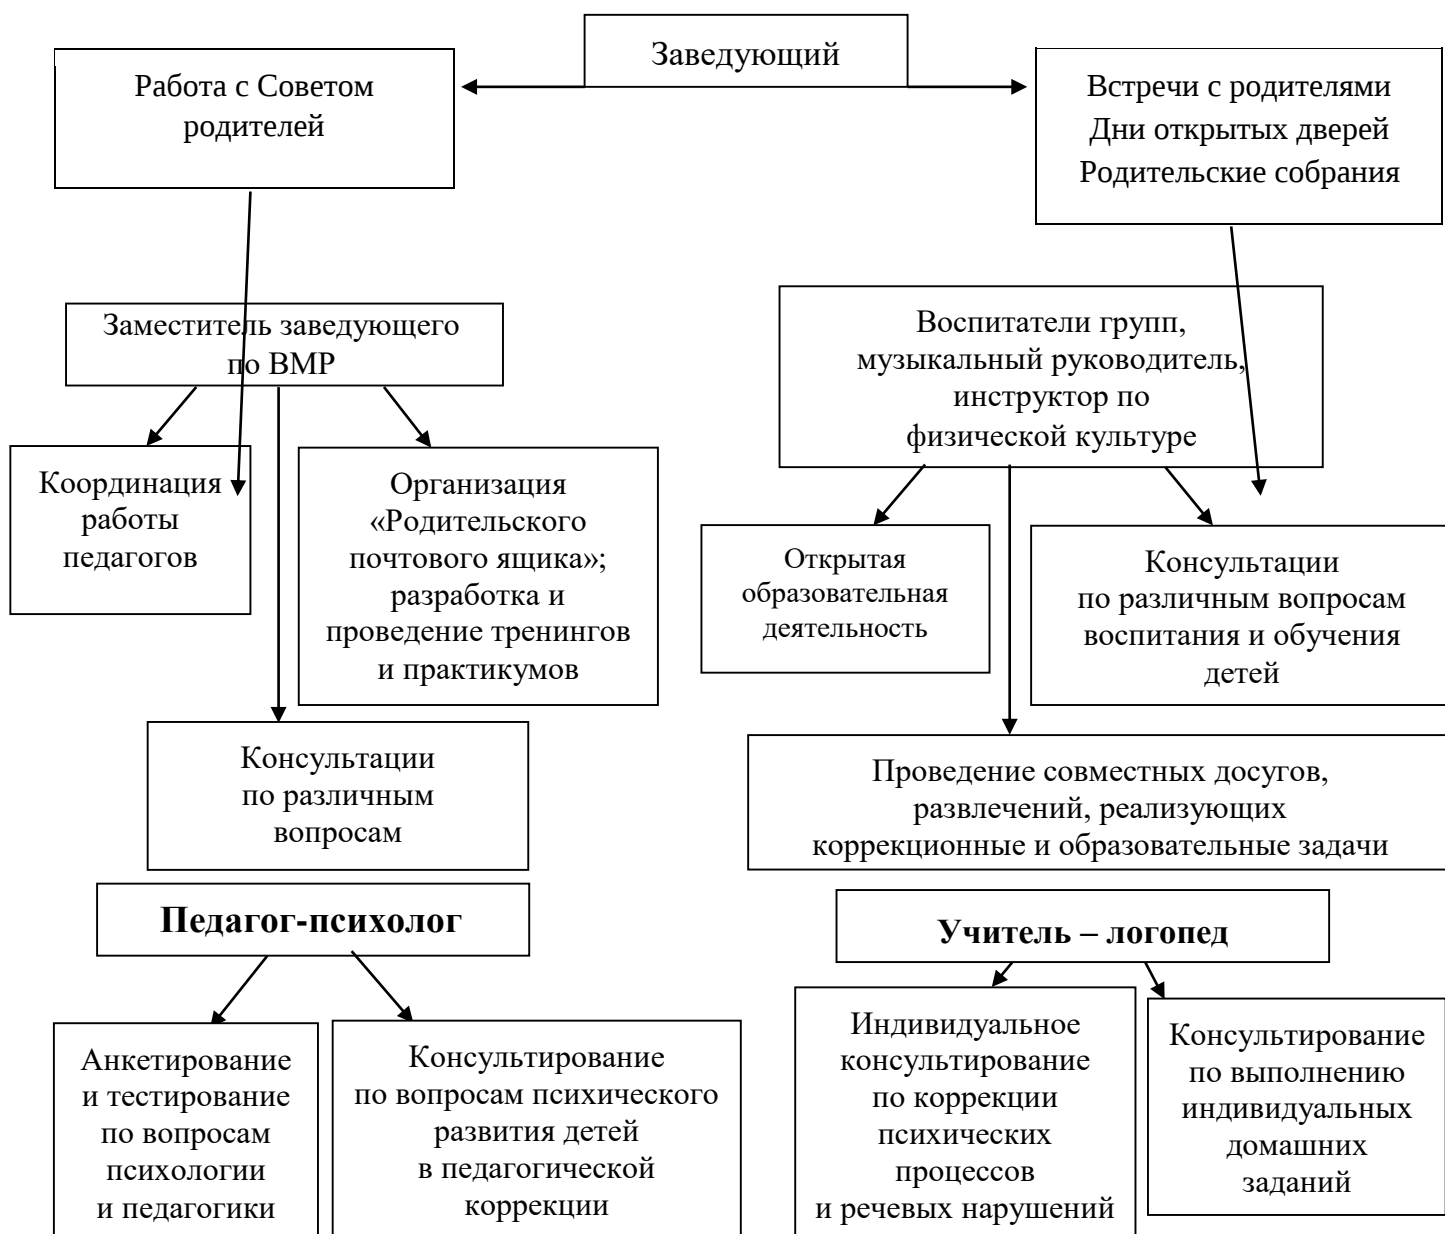 Заведующий
Работа с Советом
родителей
Встречи с родителями
Дни открытых дверей
Родительские собрания
Заместитель заведующего
по ВМР
Координация
работы
педагогов
Организация
«Родительского
почтового ящика»;
разработка и
проведение тренингов
и практикумов
Консультации
по различным
вопросам
Воспитатели групп,
музыкальный руководитель,
инструктор по
физической культуре
Открытая
образовательная
деятельность
Консультации
по различным вопросам
воспитания и обучения
детей
Проведение совместных досугов,
развлечений, реализующих
коррекционные и образовательные задачи
Педагог-психолог
Анкетирование
и тестирование
по вопросам
психологии
и педагогики
Консультирование
по вопросам психического
развития детей
в педагогической
коррекции
Учитель – логопед
Индивидуальное
консультирование
по коррекции
психических
процессов
и речевых нарушений
Консультирование
по выполнению
индивидуальных
домашних
заданий